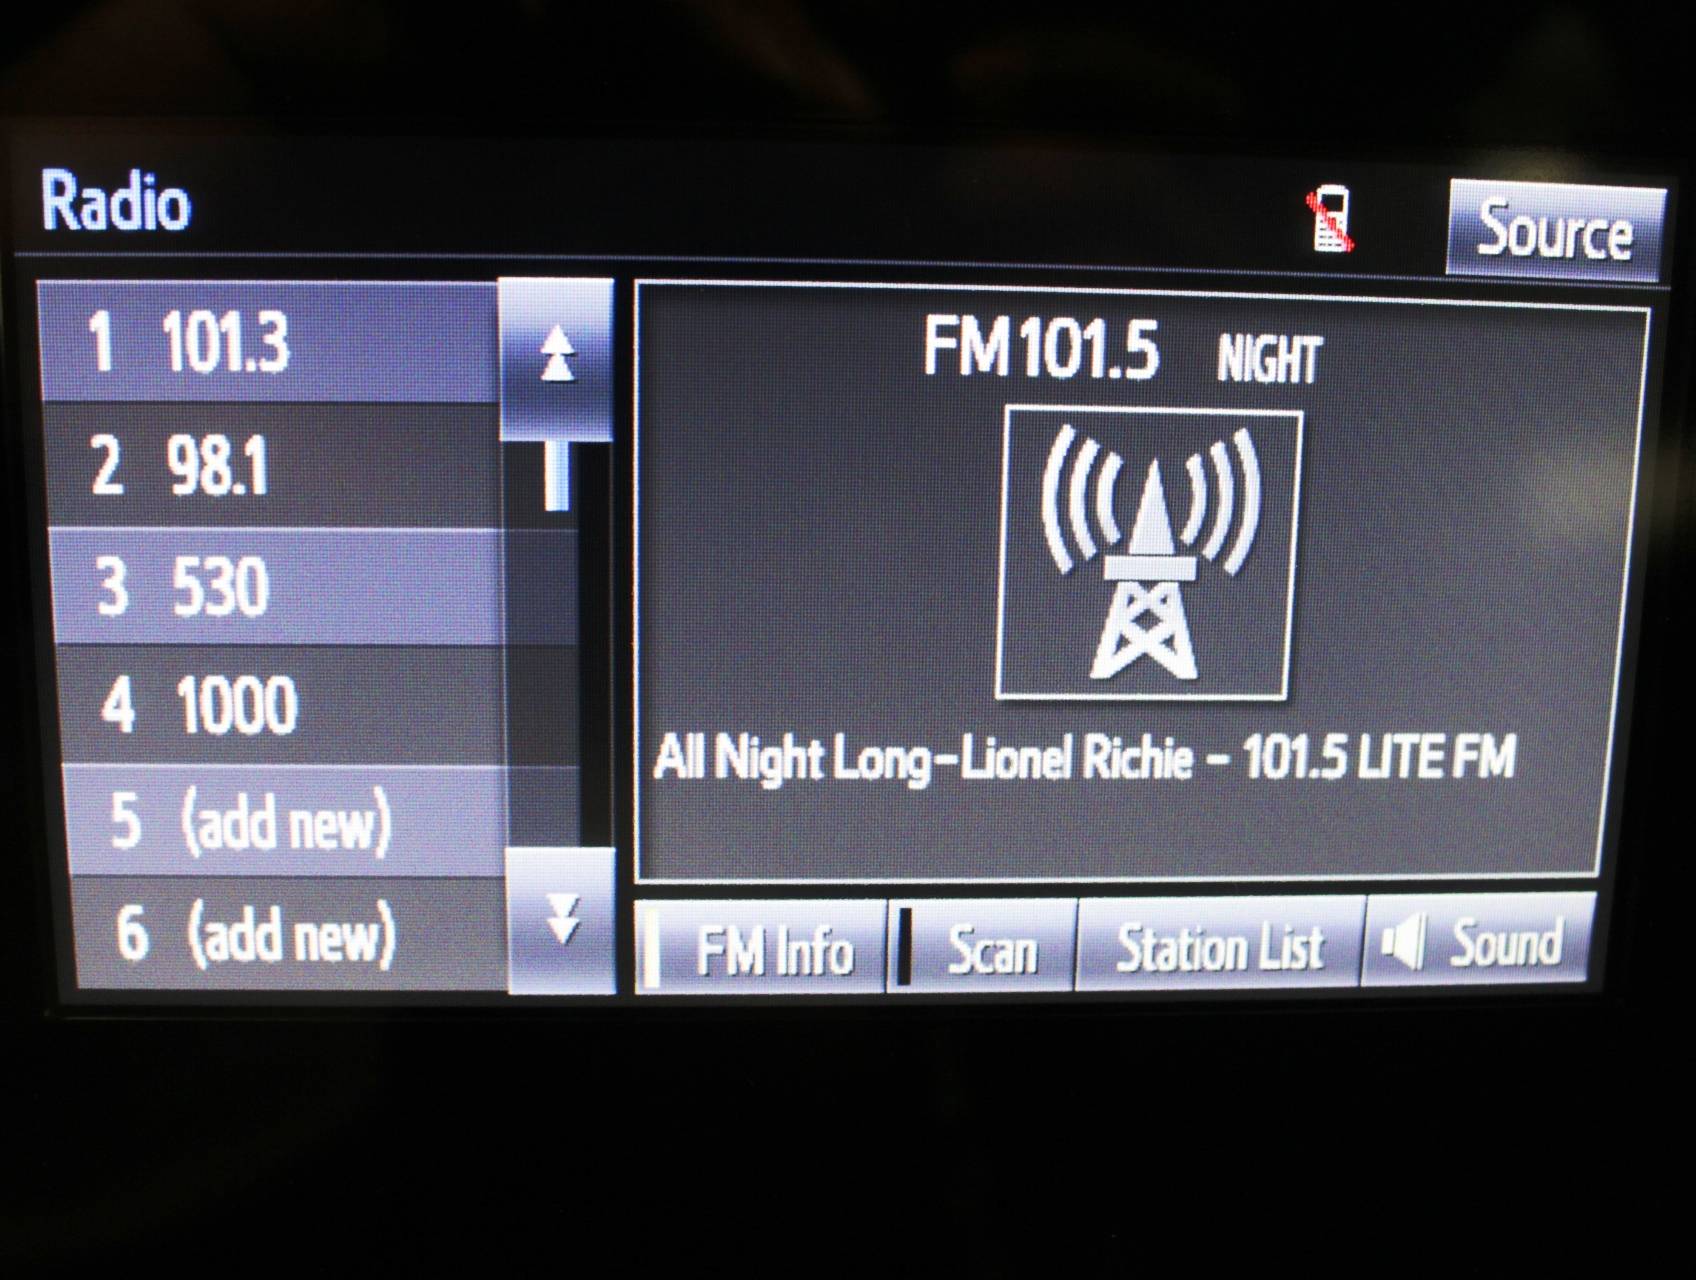 Radio
Source
1 101.3
2 98.1
3 530
4 1000
5 (add new)
6 (add new)
FM 101.5 NIGHT
All Night Long-Lionel Richie - 101.5 LITE FM
FM Info
Scan
Station List
Sound